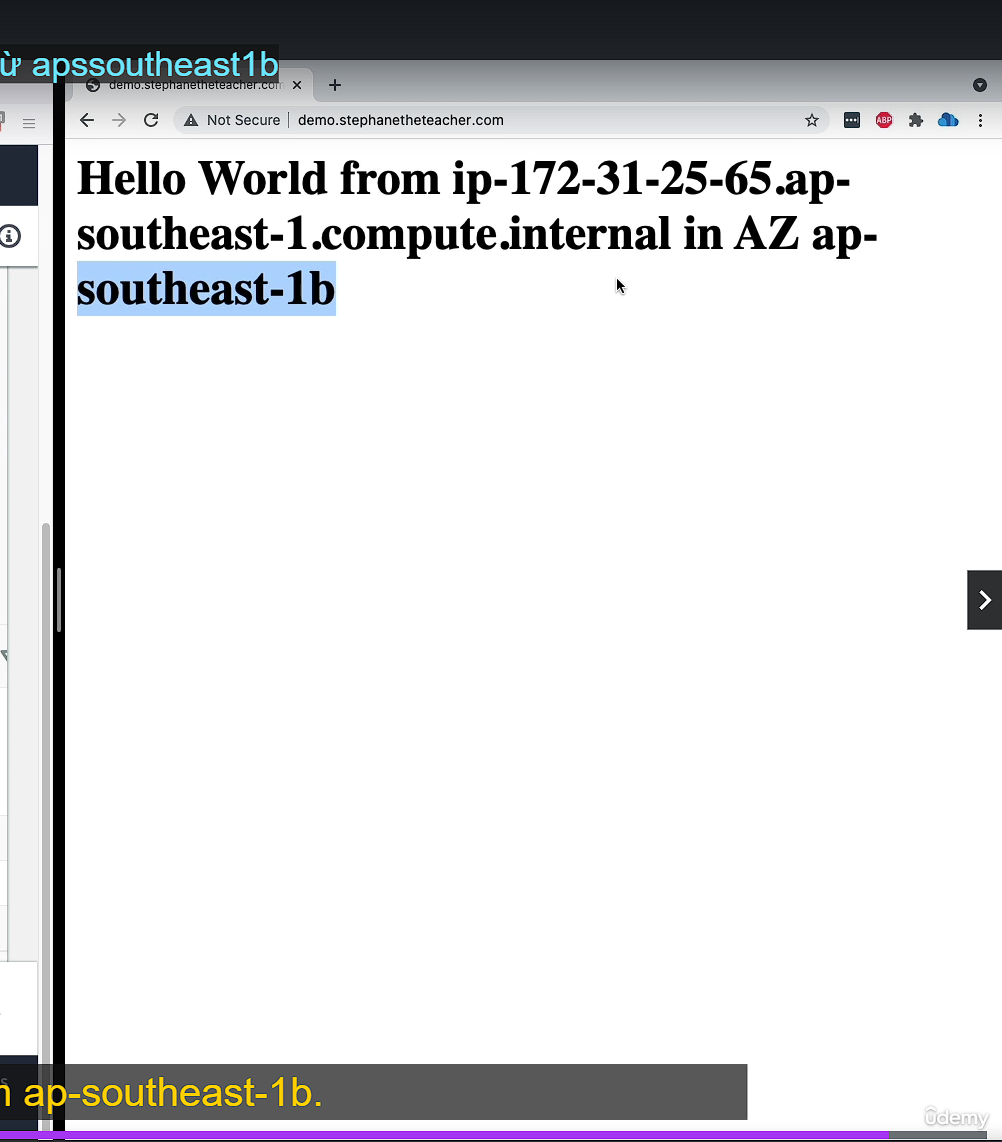 ừ apssoutheast1b
demo.stephanetheteacher.com
Not Secure
demo.stephanetheteacher.com
ABP
Hello World from ip-172-31-25-65.ap-
southeast-1.compute.internal in AZ ap-
southeast-1b
ap-southeast-1b.
ûdemy